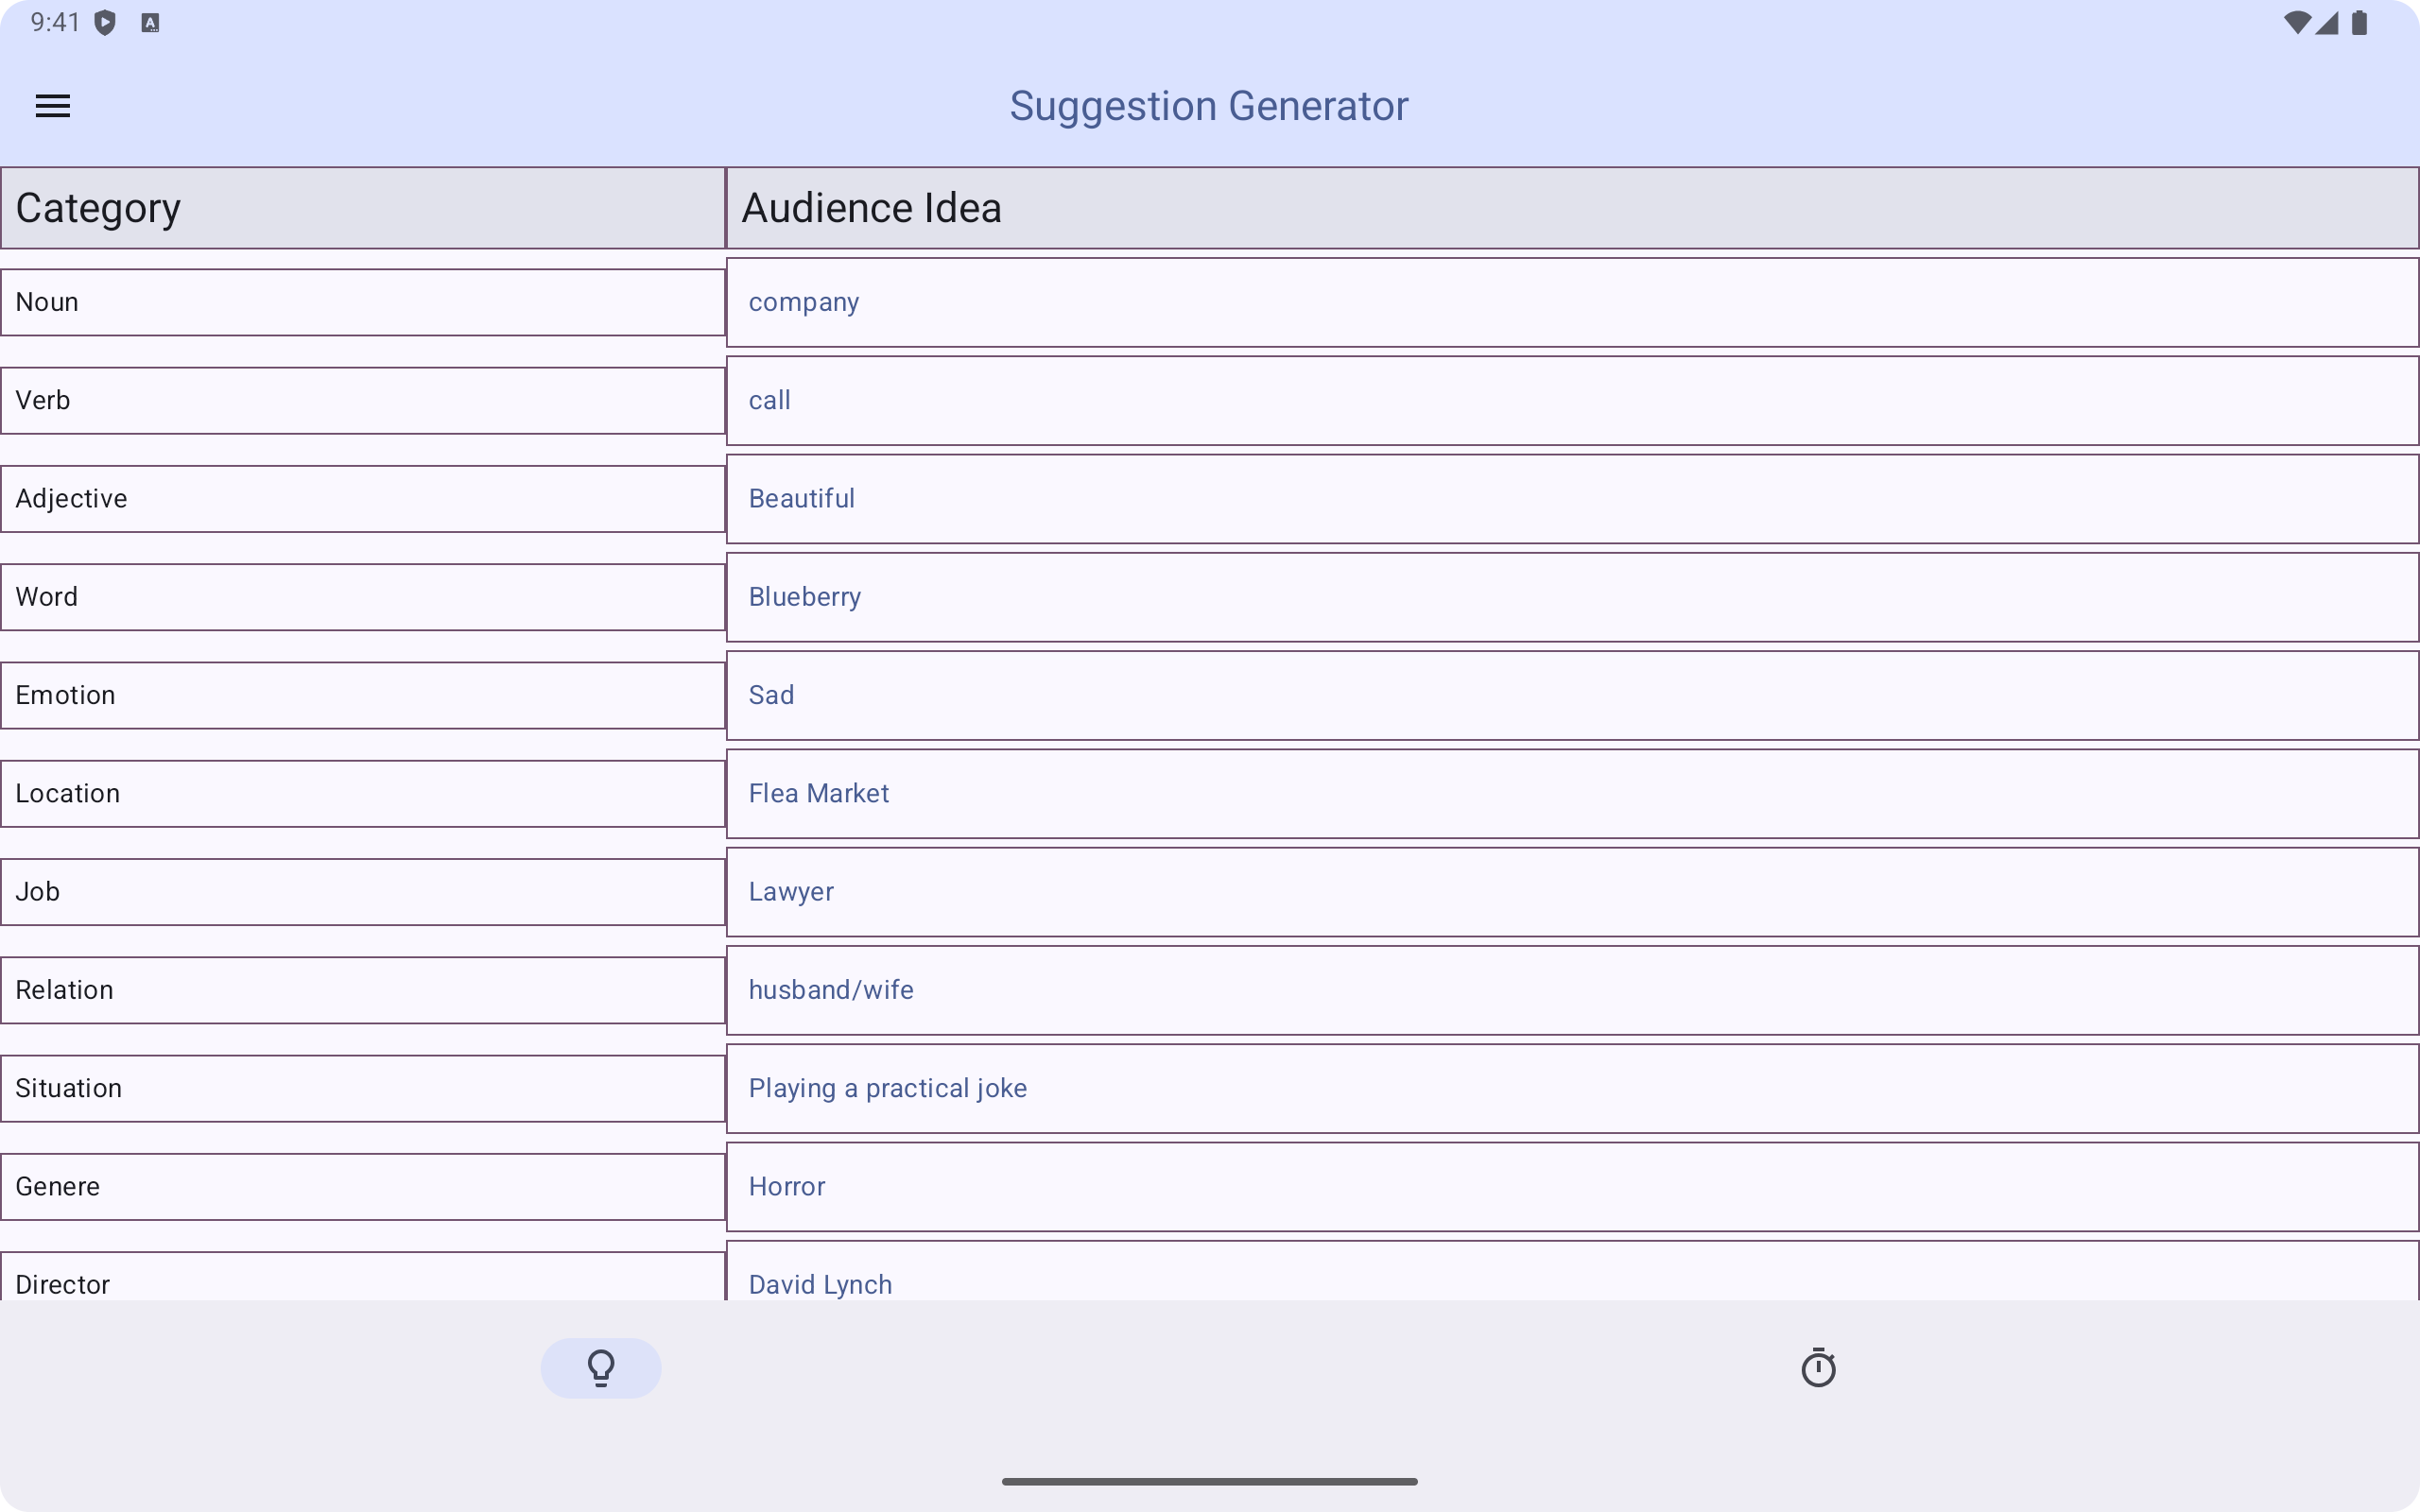 9:41
Suggestion Generator
Category Audience Idea
Noun company
Verb call
Adjective Beautiful
Word Blueberry
Emotion Sad
Location Flea Market
Job Lawyer
Relation husband/wife
Situation Playing a practical joke
Genere Horror
Director David Lynch